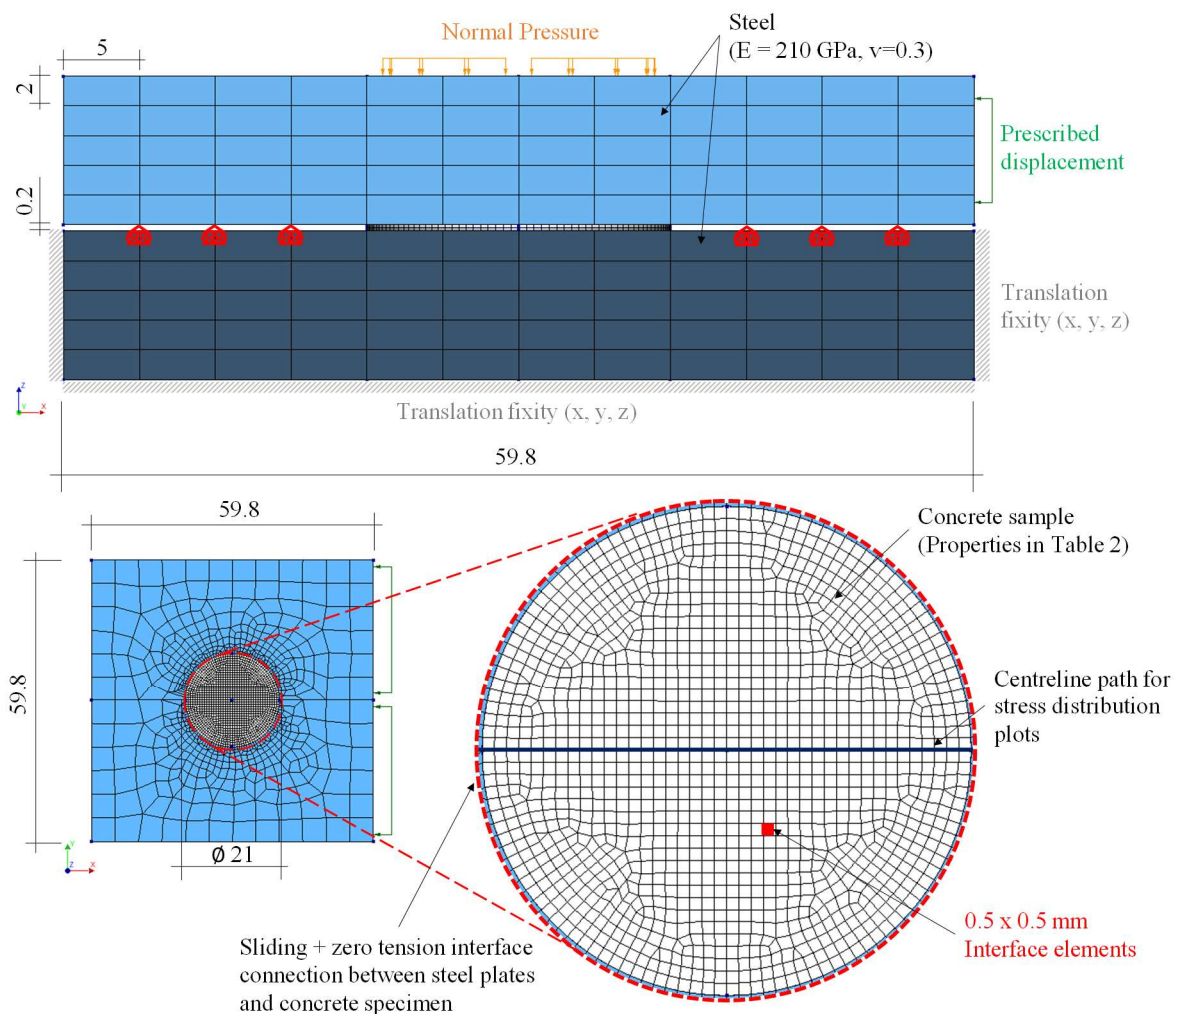 Steel
(E = 210 GPa, v=0.3)
Normal Pressure
5
2
0.2
Prescribed
displacement
Translation
fixity (x, y, z)
Z
Y
X
Translation fixity (x, y, z)
59.8
59.8
59.8
Ø 21
Y
Z
X
Concrete sample
(Properties in Table 2)
Centreline path for
stress distribution
plots
0.5 x 0.5 mm
Interface elements
Sliding + zero tension interface
connection between steel plates
and concrete specimen